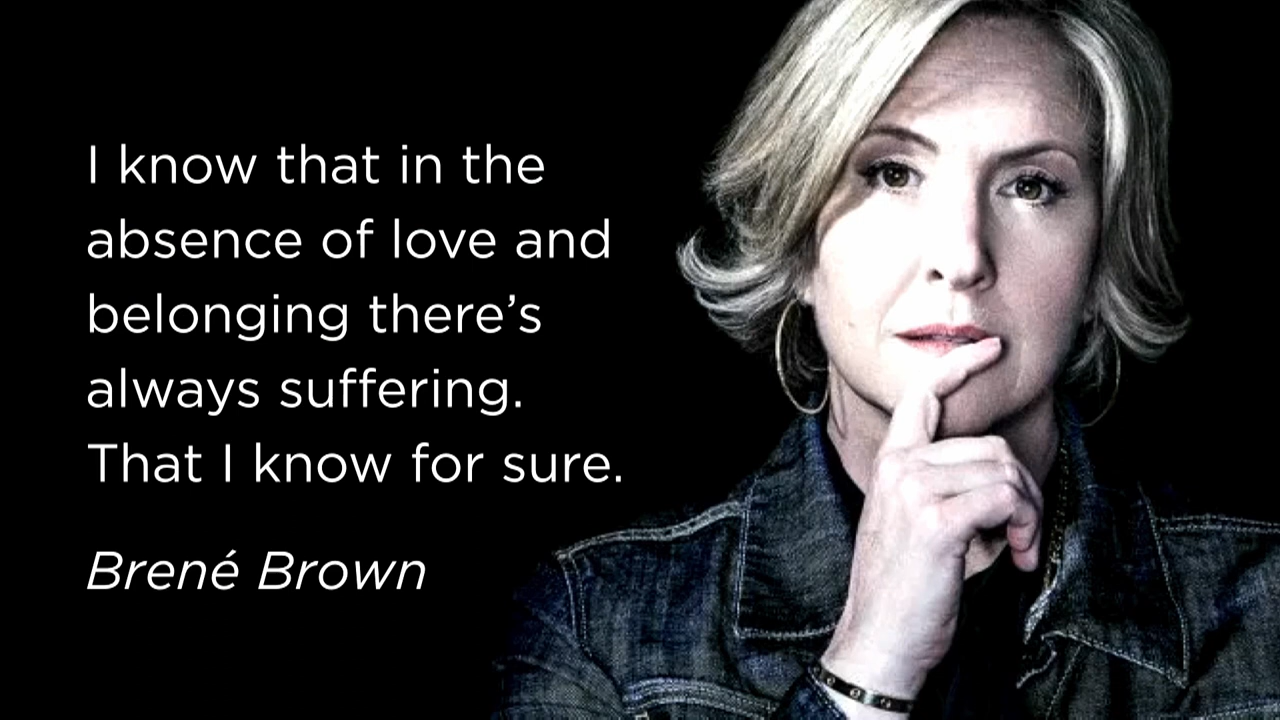 I know that in the
absence of love and
belonging there’s
always suffering.
That I know for sure.
Brené Brown